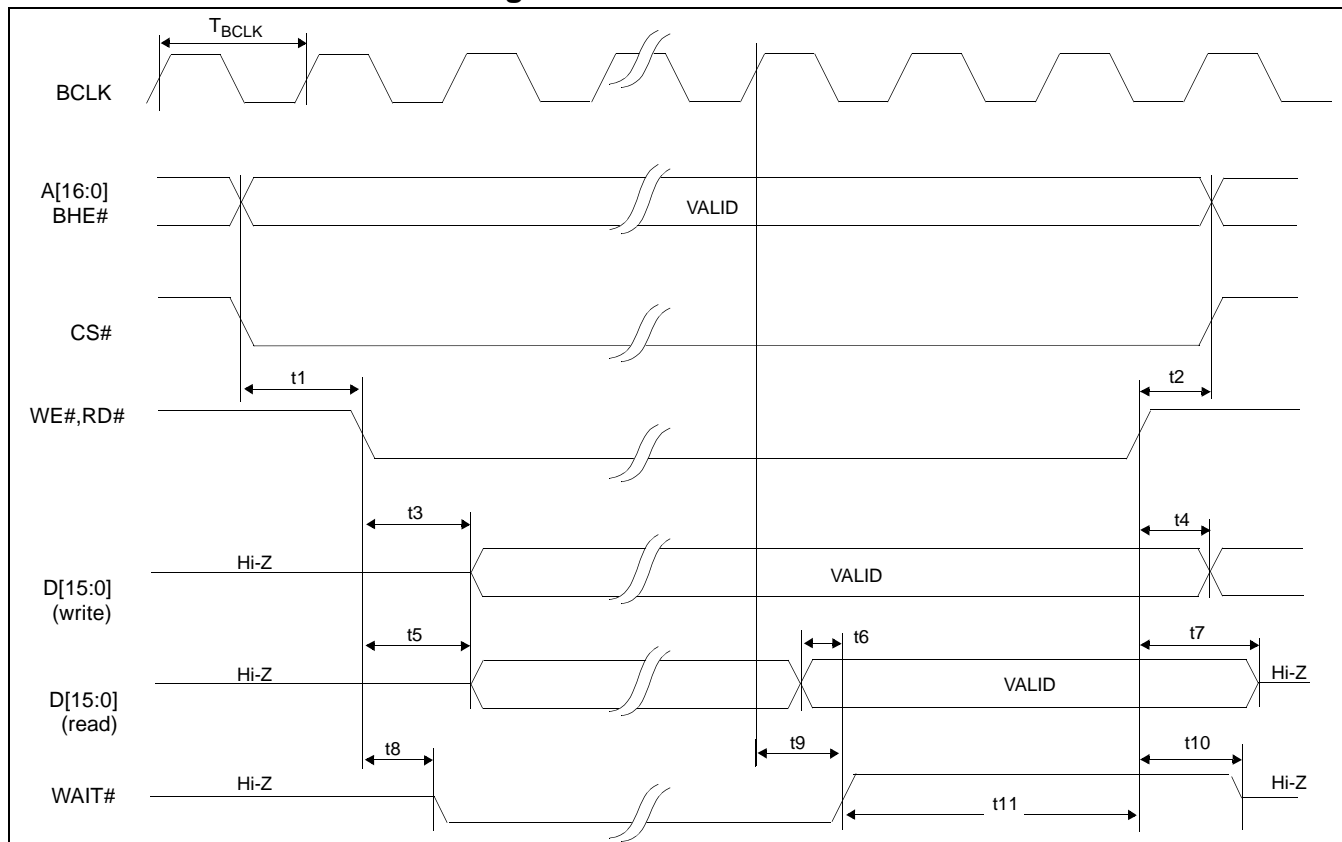 g
T_BCLK
BCLK
A[16:0]
BHE#
VALID
CS#
t1
t2
WE#,RD#
t3
t4
Hi-Z
VALID
D[15:0]
(write)
t5
t6
t7
Hi-Z
VALID
Hi-Z
D[15:0]
(read)
t8
t9
t10
Hi-Z
Hi-Z
WAIT#
t11